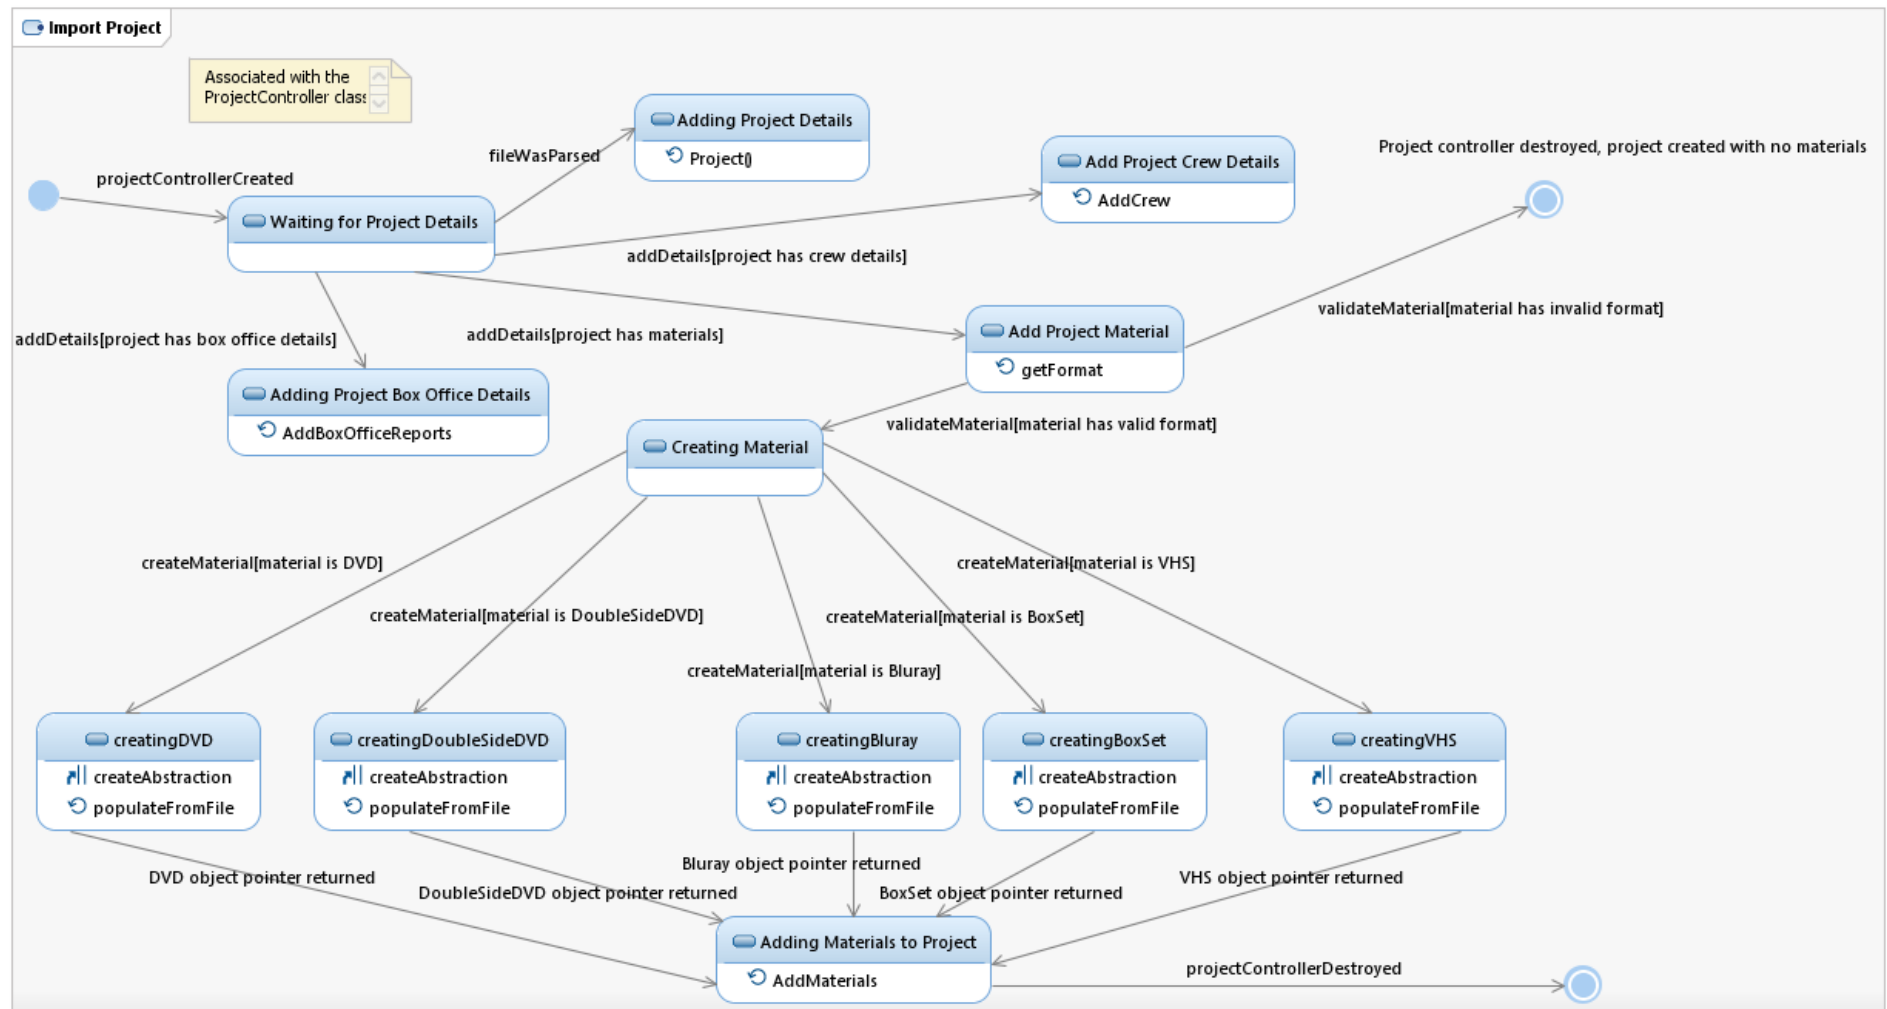 Import Project
Associated with the
ProjectController class
Adding Project Details
Project()
fileWasParsed
Add Project Crew Details
AddCrew
Project controller destroyed, project created with no materials
projectControllerCreated
Waiting for Project Details
addDetails[project has crew details]
validateMaterial[material has invalid format]
addDetails[project has box office details]
addDetails[project has materials]
Add Project Material
getFormat
Adding Project Box Office Details
AddBoxOfficeReports
validateMaterial[material has valid format]
Creating Material
createMaterial[material is DVD]
createMaterial[material is VHS]
createMaterial[material is DoubleSideDVD]
createMaterial[material is BoxSet]
createMaterial[material is Bluray]
creatingDVD
createAbstraction
populateFromFile
creatingDoubleSideDVD
createAbstraction
populateFromFile
creatingBluray
createAbstraction
populateFromFile
creatingBoxSet
createAbstraction
populateFromFile
creatingVHS
createAbstraction
populateFromFile
DVD object pointer returned
DoubleSideDVD object pointer returned
Bluray object pointer returned
BoxSet object pointer returned
VHS object pointer returned
Adding Materials to Project
AddMaterials
projectControllerDestroyed